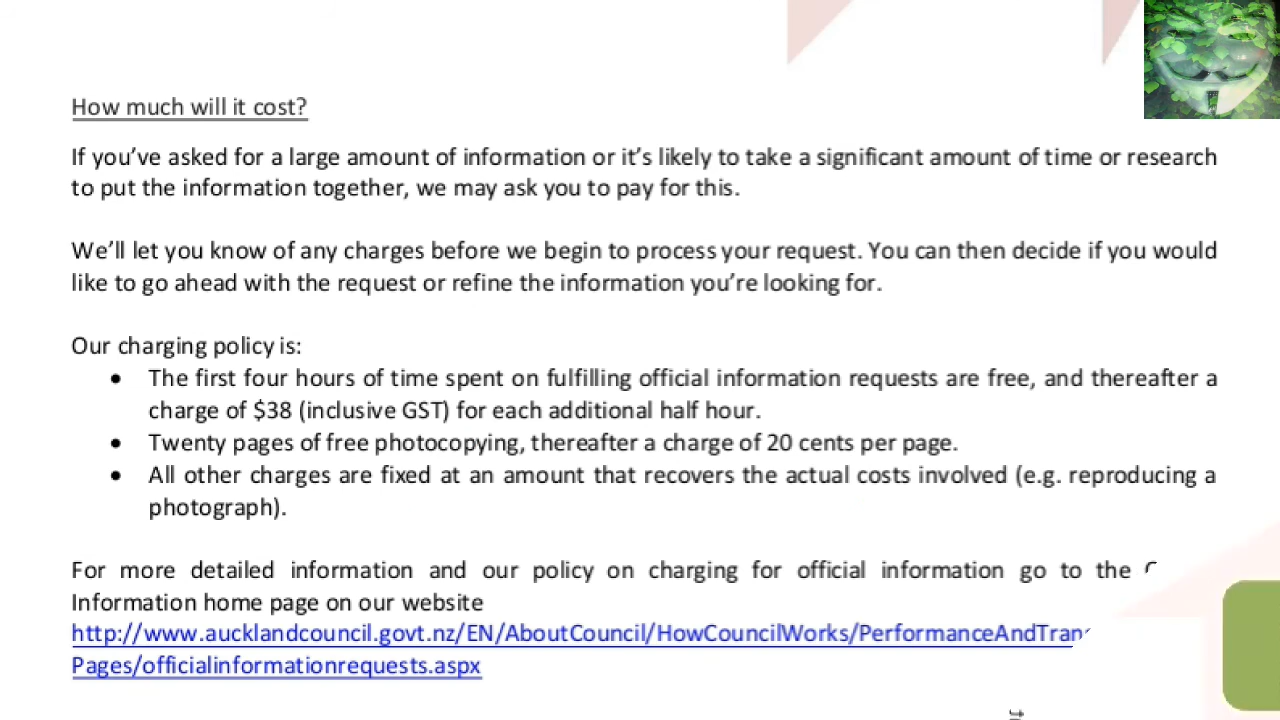 How much will it cost?
If you've asked for a large amount of information or it's likely to take a significant amount of time or research
to put the information together, we may ask you to pay for this.
We'll let you know of any charges before we begin to process your request. You can then decide if you would
like to go ahead with the request or refine the information you're looking for.
Our charging policy is:
• The first four hours of time spent on fulfilling official information requests are free, and thereafter a
charge of $38 (inclusive GST) for each additional half hour.
• Twenty pages of free photocopying, thereafter a charge of 20 cents per page.
• All other charges are fixed at an amount that recovers the actual costs involved (e.g. reproducing a
photograph).
For more detailed information and our policy on charging for official information go to the
Information home page on our website
http://www.aucklandcouncil.govt.nz/EN/AboutCouncil/HowCouncilWorks/PerformanceAndTran
Pages/officialinformationrequests.aspx